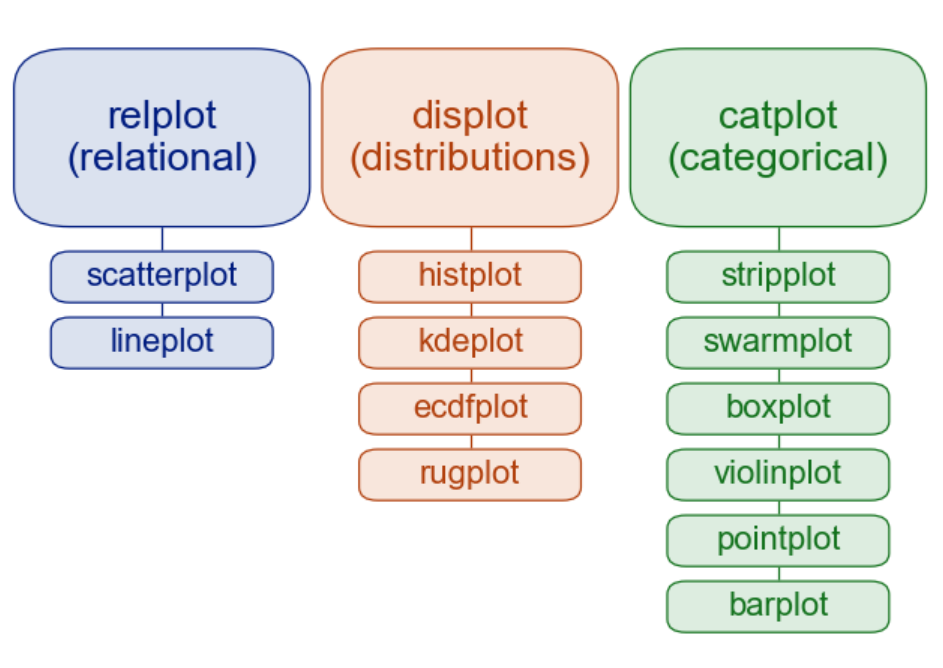 relplot
(relational)
scatterplot
lineplot
displot
(distributions)
histplot
kdeplot
ecdfplot
rugplot
catplot
(categorical)
stripplot
swarmplot
boxplot
violinplot
pointplot
barplot